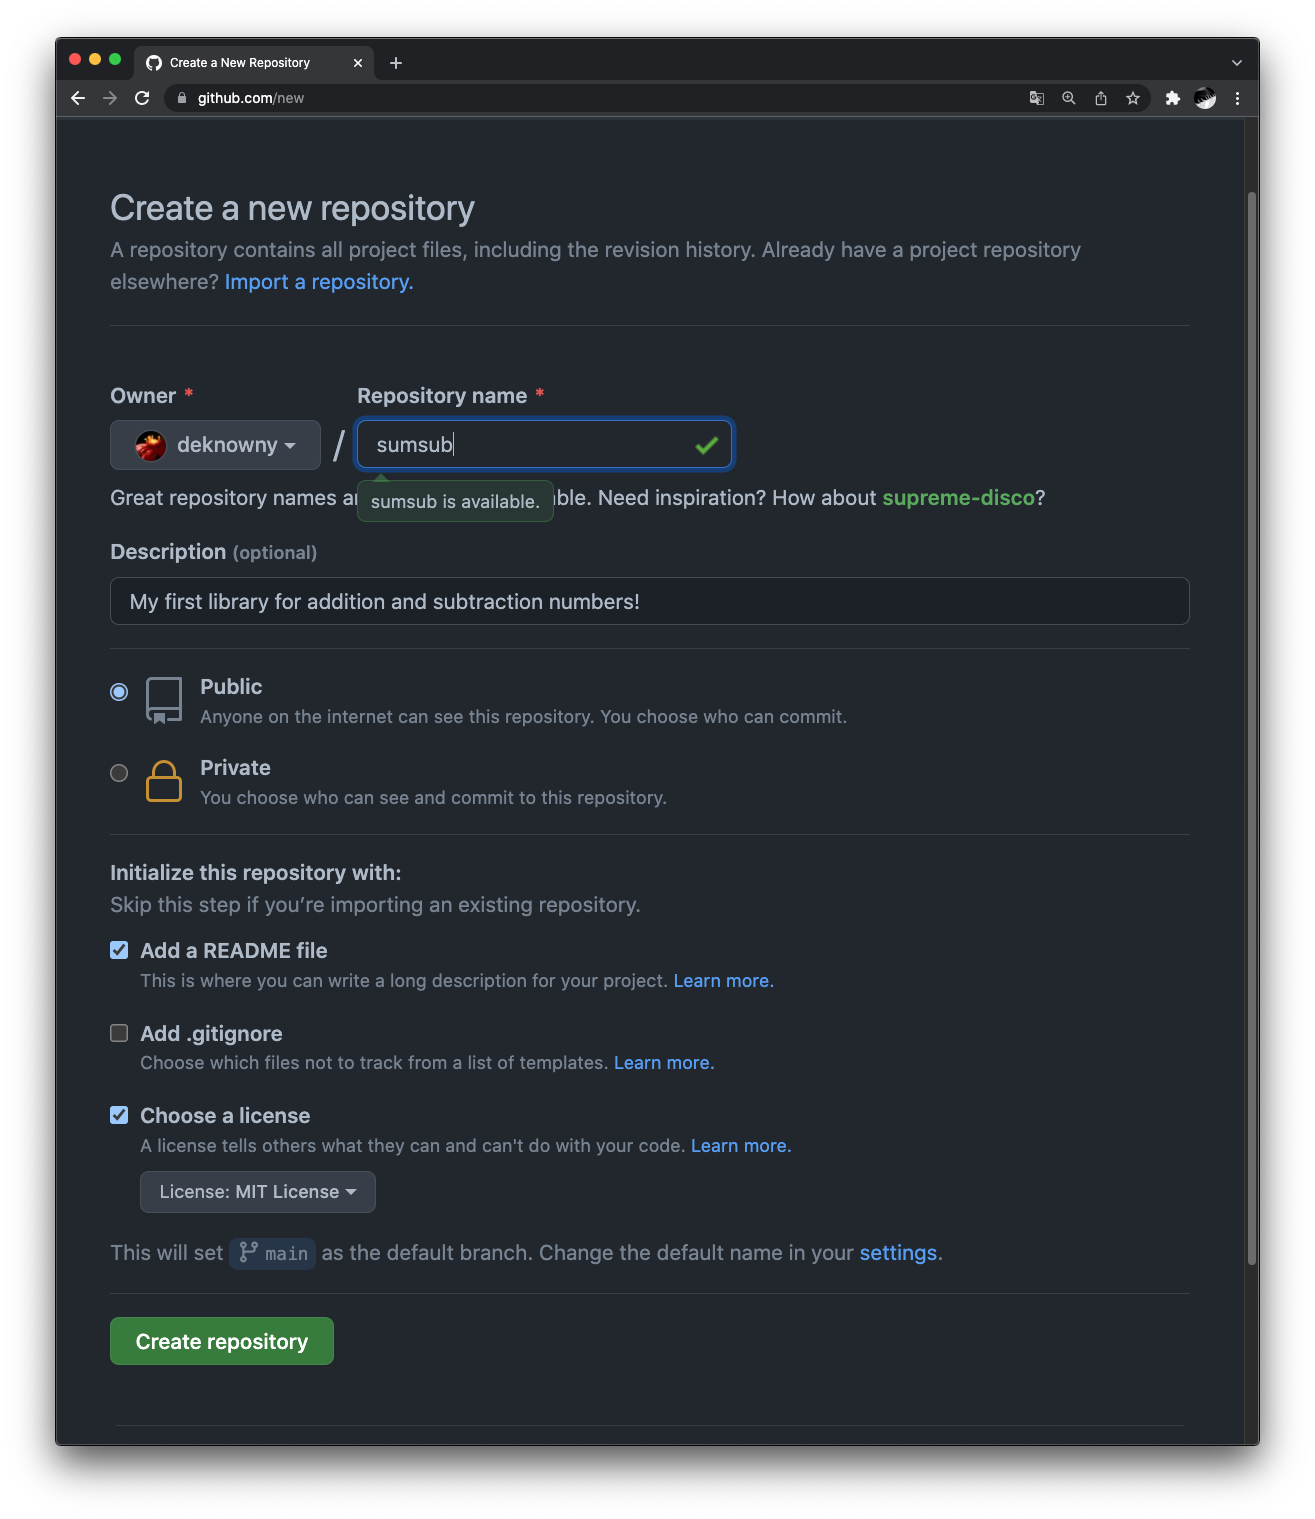 Create a New Repository
github.com/new
Create a new repository
A repository contains all project files, including the revision history. Already have a project repository
elsewhere? Import a repository.
Owner * Repository name *
deknowny / sumsub
Great repository names a ble. Need inspiration? How about supreme-disco?
sumsub is available.
Description (optional)
My first library for addition and subtraction numbers!
Public
Anyone on the internet can see this repository. You choose who can commit.
Private
You choose who can see and commit to this repository.
Initialize this repository with:
Skip this step if you’re importing an existing repository.
Add a README file
This is where you can write a long description for your project. Learn more.
Add .gitignore
Choose which files not to track from a list of templates. Learn more.
Choose a license
A license tells others what they can and can't do with your code. Learn more.
License: MIT License
This will set main as the default branch. Change the default name in your settings.
Create repository